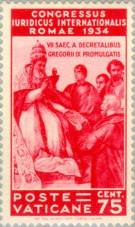 CONGRESSUS
IURIDICUS INTERNATIONALIS
ROMAE 1934
VII SAEC. A DECRETALIBUS
GREGORII IX PROMULGATIS
POSTE CENT.
VATICANE 75